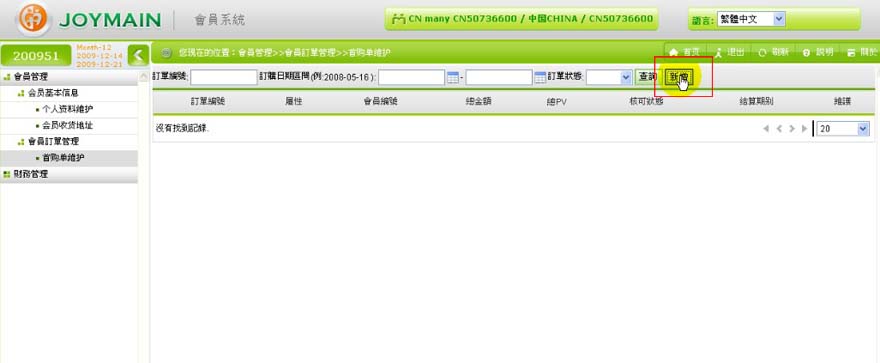 JOYMAIN 會員系統 CN many CN50736600 / 中国CHINA / CN50736600 語言: 繁體中文
200951 Month-12 2009-12-14 2009-12-21 您現在的位置：會員管理>>會員訂單管理>>首购单维护 首页 退出 刷新 説明 關於
會員管理
会员基本信息
个人资料维护
会员收货地址
會員訂單管理
首购单维护
財務管理
訂單編號: 訂購日期區間(例:2008-05-16): - 訂單狀態: 查詢 新增
訂單編號 屬性 會員編號 總金額 總PV 核可狀態 結算期別 維護
沒有找到記錄. 20